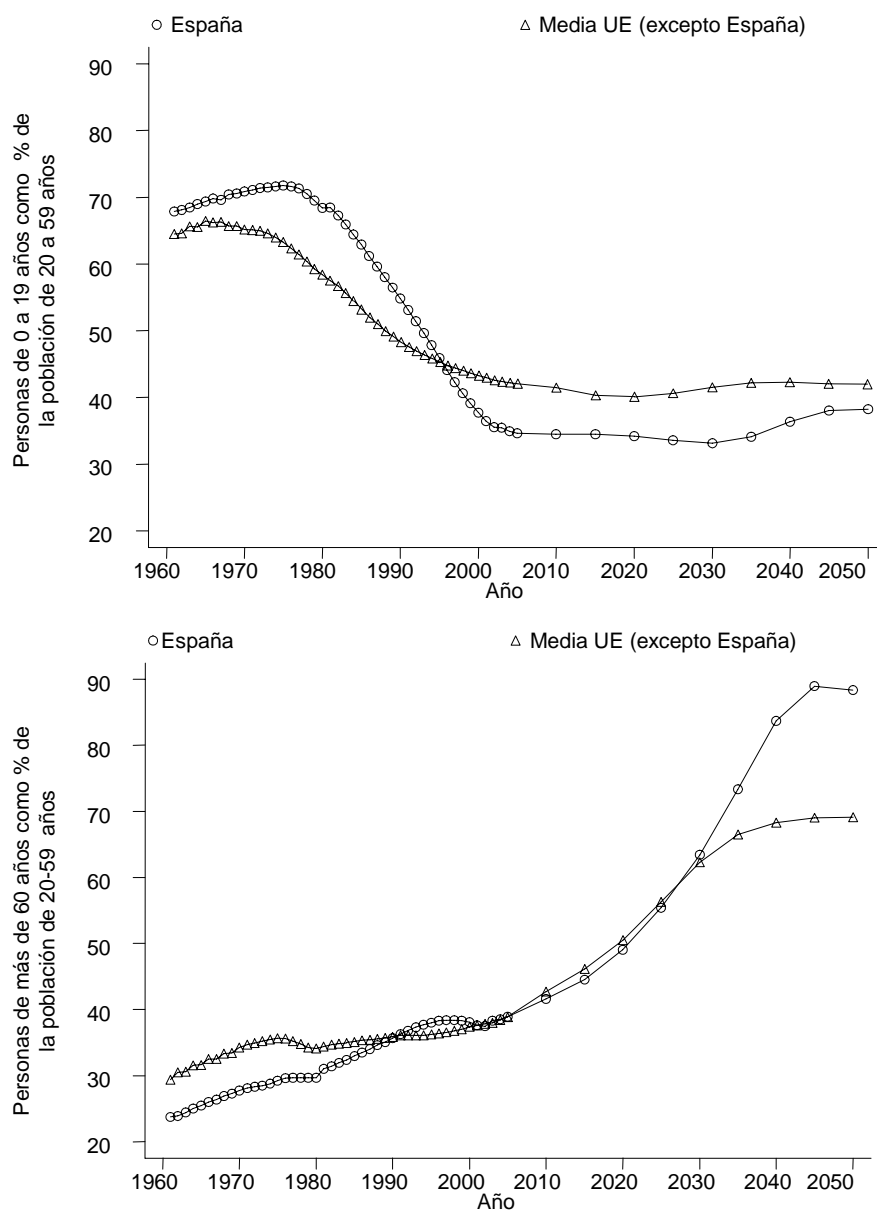 España
Media UE (excepto España)
Personas de 0 a 19 años como % de
la población de 20 a 59 años
90
80
70
60
50
40
30
20
1960 1970 1980 1990 2000 2010 2020 2030 2040 2050
Año
España
Media UE (excepto España)
Personas de más de 60 años como % de
la población de 20-59 años
90
80
70
60
50
40
30
20
1960 1970 1980 1990 2000 2010 2020 2030 2040 2050
Año